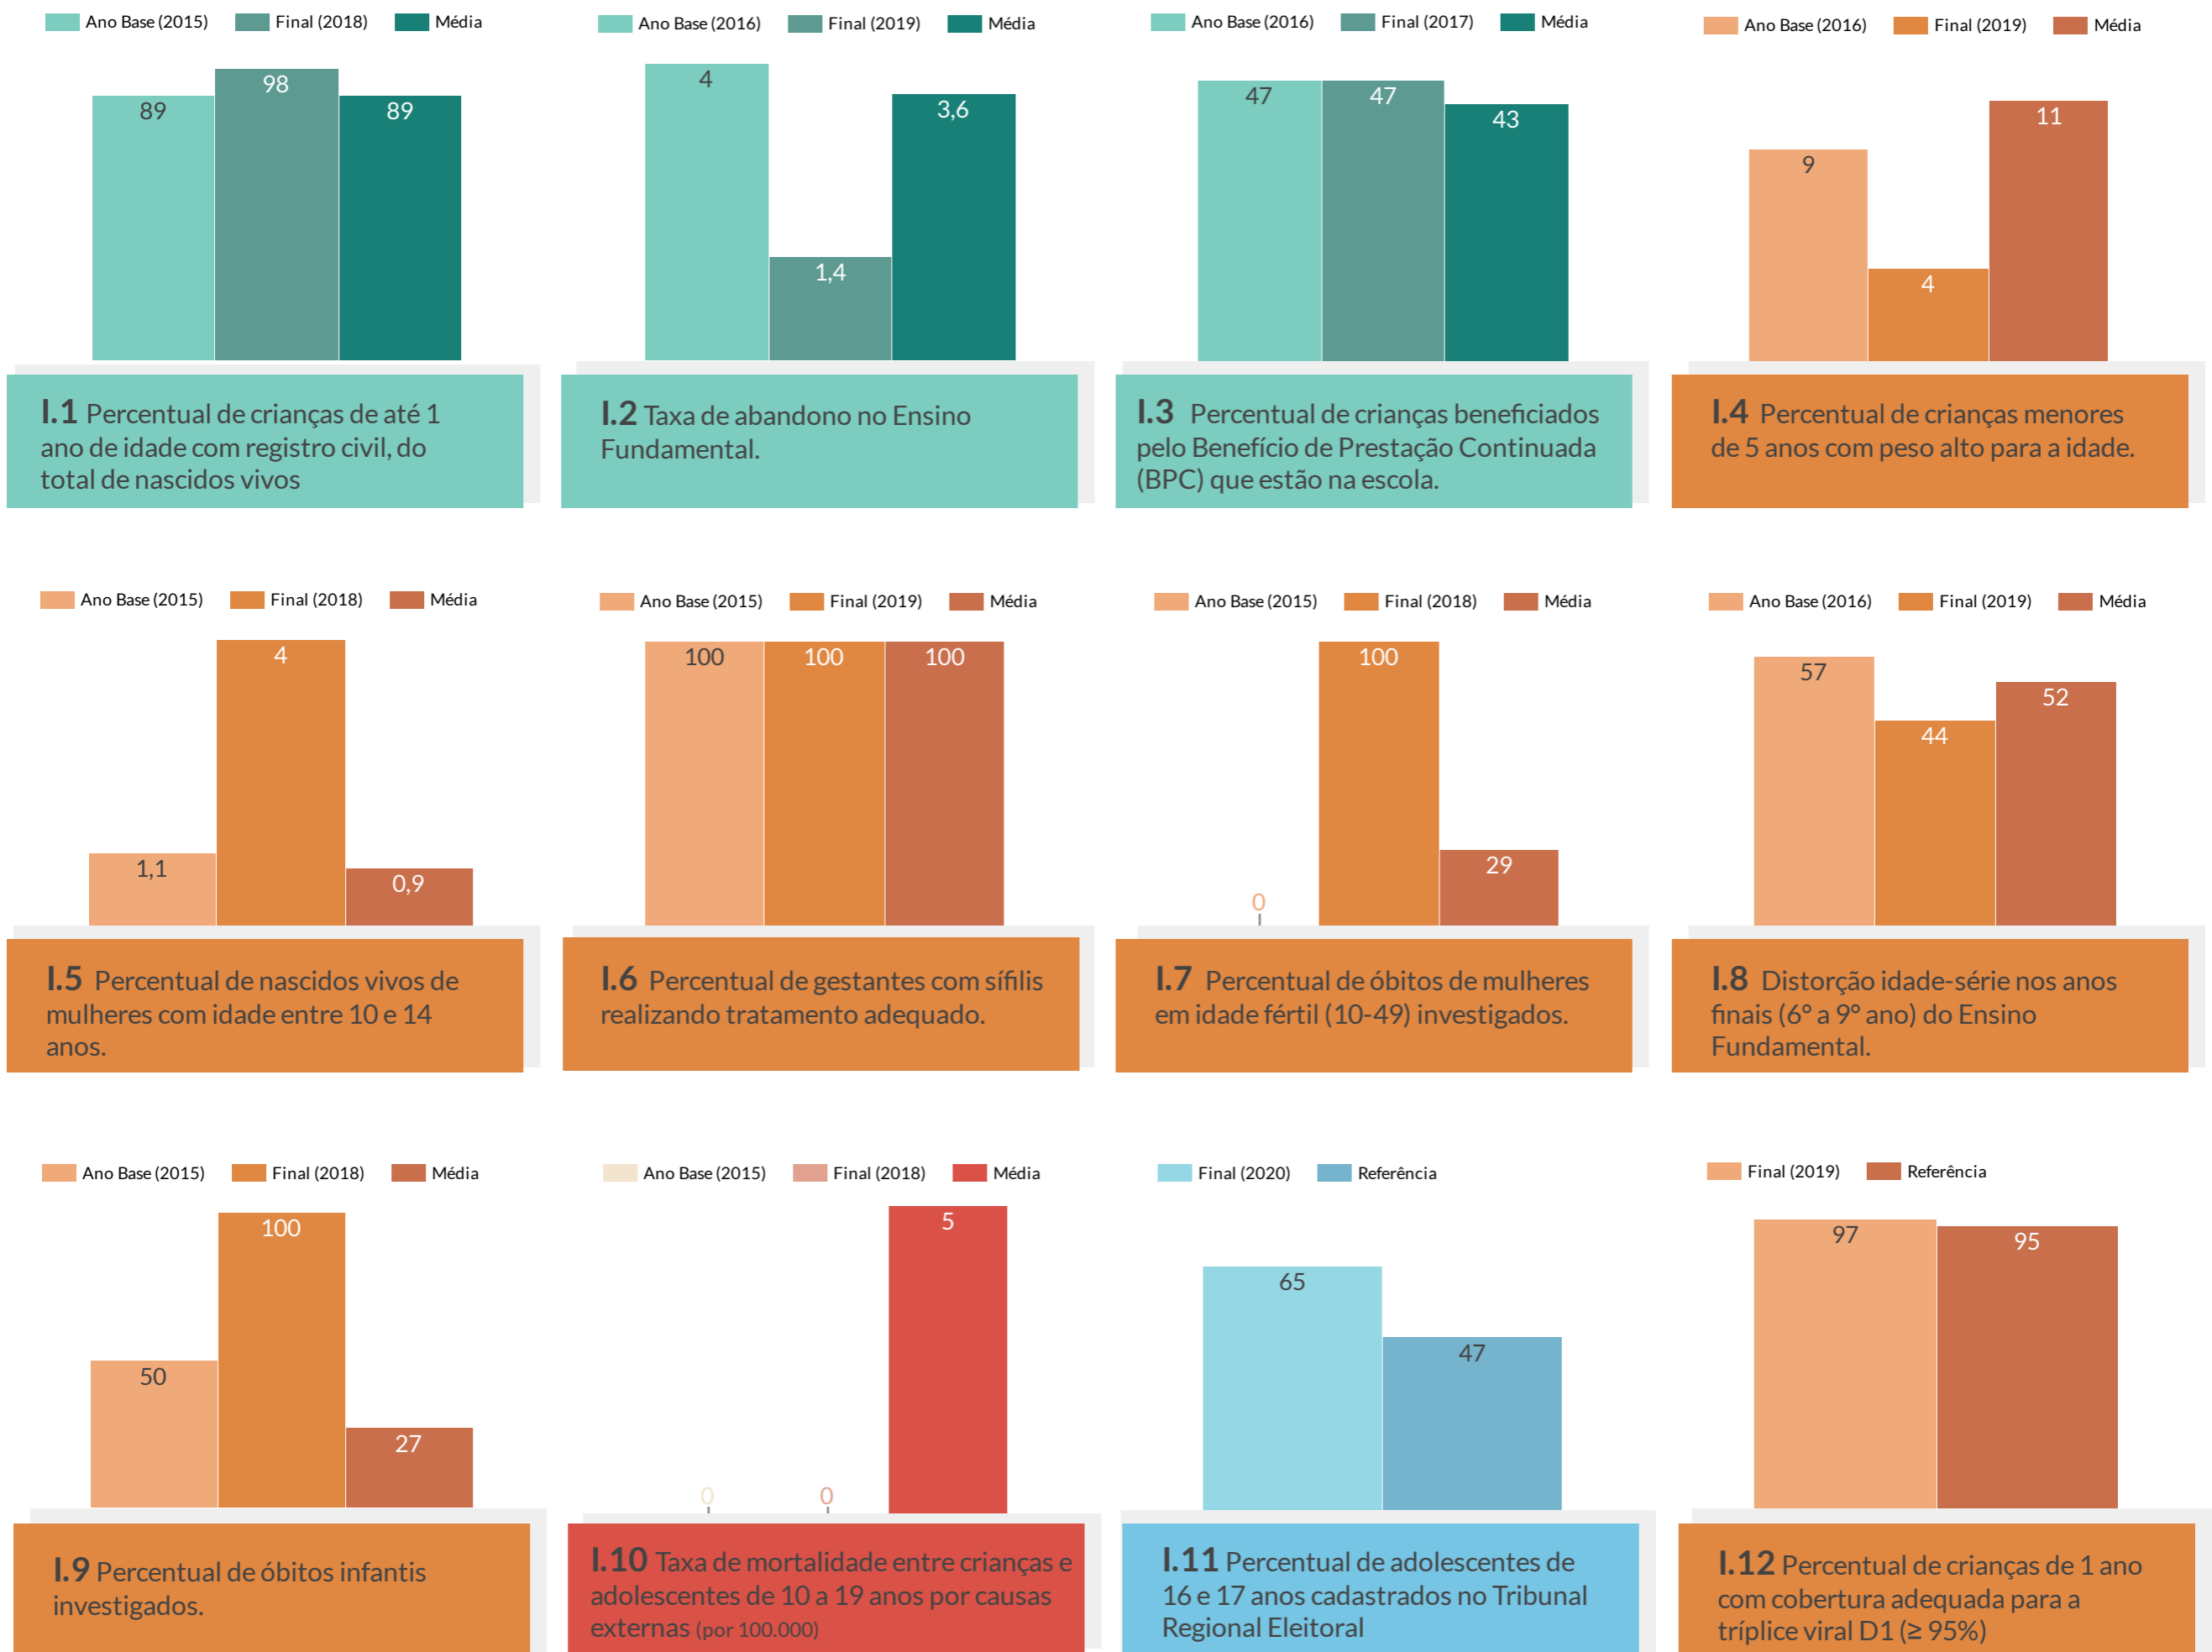 Ano Base (2015) Final (2018) Média
89
98
89
I.1 Percentual de crianças de até 1
ano de idade com registro civil, do
total de nascidos vivos
Ano Base (2016) Final (2019) Média
4
1,4
3,6
I.2 Taxa de abandono no Ensino
Fundamental.
Ano Base (2016) Final (2017) Média
47
47
43
I.3 Percentual de crianças beneficiados
pelo Benefício de Prestação Continuada
(BPC) que estão na escola.
Ano Base (2016) Final (2019) Média
9
4
11
I.4 Percentual de crianças menores
de 5 anos com peso alto para a idade.
Ano Base (2015) Final (2018) Média
1,1
4
0,9
I.5 Percentual de nascidos vivos de
mulheres com idade entre 10 e 14
anos.
Ano Base (2015) Final (2019) Média
100
100
100
I.6 Percentual de gestantes com sífilis
realizando tratamento adequado.
Ano Base (2015) Final (2018) Média
0
100
29
I.7 Percentual de óbitos de mulheres
em idade fértil (10-49) investigados.
Ano Base (2016) Final (2019) Média
57
44
52
I.8 Distorção idade-série nos anos
finais (6° a 9° ano) do Ensino
Fundamental.
Ano Base (2015) Final (2018) Média
50
100
27
I.9 Percentual de óbitos infantis
investigados.
Ano Base (2015) Final (2018) Média
0
0
5
I.10 Taxa de mortalidade entre crianças e
adolescentes de 10 a 19 anos por causas
externas (por 100.000)
Final (2020) Referência
65
47
I.11 Percentual de adolescentes de
16 e 17 anos cadastrados no Tribunal
Regional Eleitoral
Final (2019) Referência
97
95
I.12 Percentual de crianças de 1 ano
com cobertura adequada para a
tríplice viral D1 (≥ 95%)